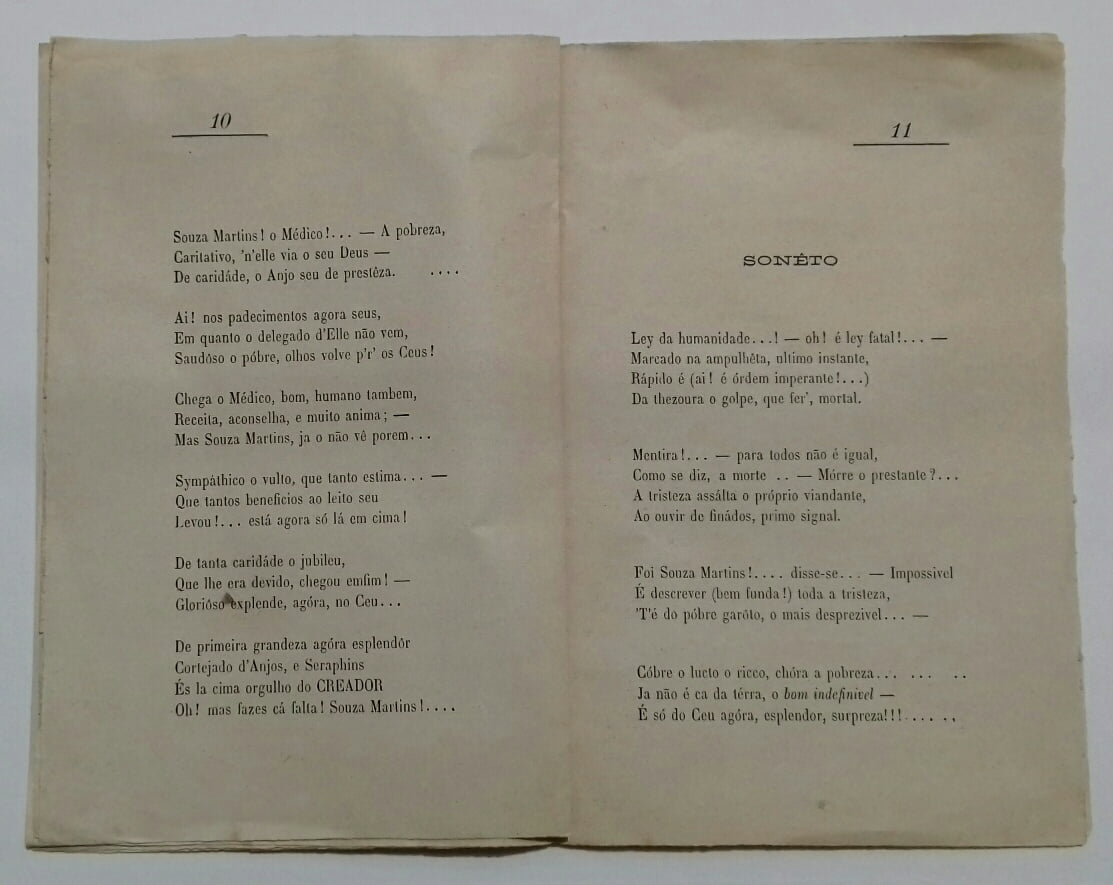 10
Souza Martins! o Médico!... — A pobreza,
Caritativo, 'n'elle via o seu Deus —
De caridáde, o Anjo seu de prestêza. ....
Ai! nos padecimentos agora seus,
Em quanto o delegado d'Elle não vem,
Saudôso o póbre, olhos volve p'r' os Ceus!
Chega o Médico, bom, humano tambem,
Receita, aconselha, e muito anima; —
Mas Souza Martins, ja o não vê porem...
Sympáthico o vulto, que tanto estima... —
Que tantos beneficios ao leito seu
Levou!... está agora só lá em cima!
De tanta caridáde o jubileu,
Que lhe era devido, chegou emfim! —
Glorióso explende, agóra, no Ceu...
De primeira grandeza agóra esplendôr
Cortejado d'Anjos, e Seraphins
És la cima orgulho do CREADOR
Oh! mas fazes cá falta! Souza Martins!....
11
SONÊTO
Ley da humanidade...! — oh! é ley fatal!... —
Marcado na ampulhêta, ultimo instante,
Rápido é (ai! é órdem imperante!...)
Da thezoura o golpe, que fer', mortal.
Mentira!... — para todos não é igual,
Como se diz, a morte .. — Mórre o prestante?...
A tristeza assálta o próprio viandante,
Ao ouvir de finádos, primo signal.
Foi Souza Martins!.... disse-se... — Impossivel
É descrever (bem funda!) toda a tristeza,
'T'é do póbre garôto, o mais desprezivel... —
Cóbre o lucto o ricco, chóra a pobreza... ... ..
Ja não é ca da térra, o bom indefinivel —
É só do Ceu agóra, esplendor, surpreza!!!..... ..